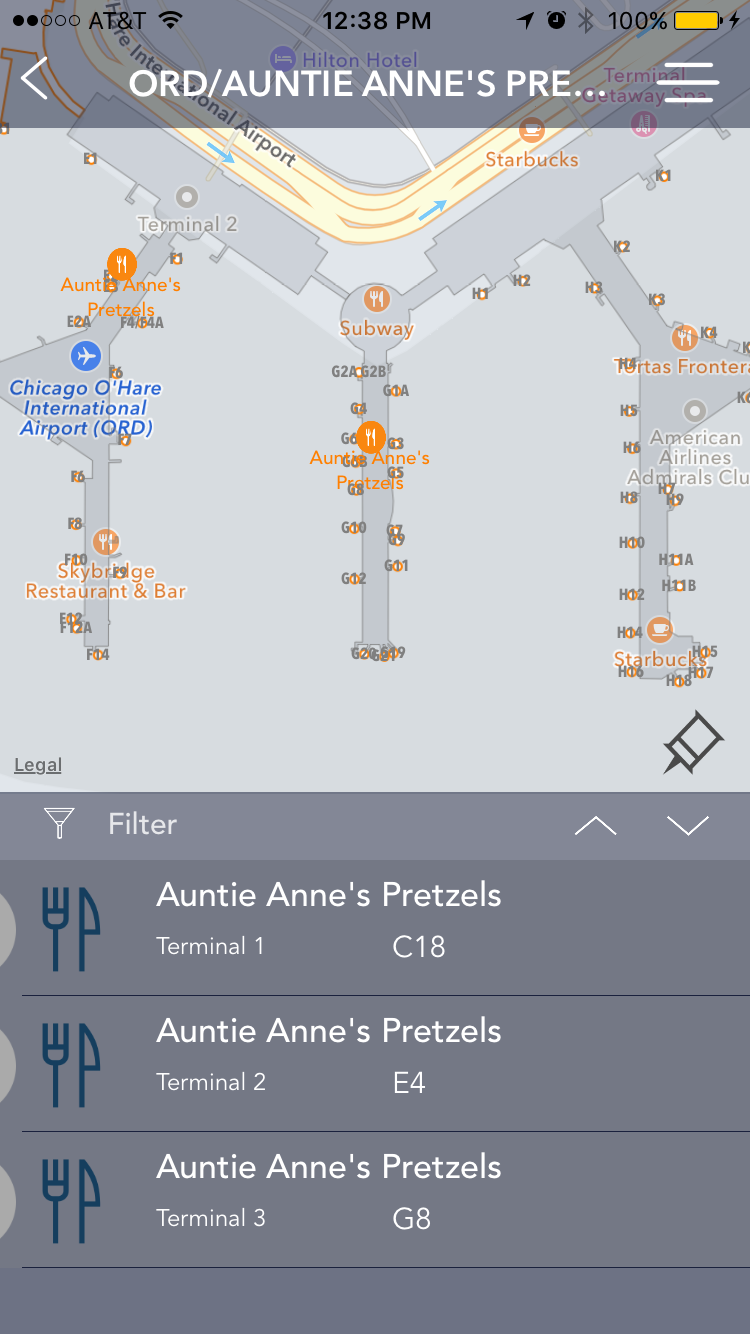 AT&T 12:38 PM 100%
ORD/AUNTIE ANNE'S PRE...
Hilton Hotel
Terminal
Getaway Spa
International Airport
Starbucks
E1
K1
Terminal 2
F1
K2
Auntie Anne's
Pretzels
H2
H3
H1
K3
E2A
F4/F4A
Subway
K4
Tortas Frontera
H4
Chicago O'Hare
International
Airport (ORD)
F6
G2A
G2B
G1A
G4
H5
American
Airlines
Admirals Clu
F7
G3
H6
Auntie Anne's
Pretzels
G6B
G5
F6
G8
H8
H7
H9
F8
G10
G7
G9
H10
F10
Skybridge
Restaurant & Bar
F9
G11
H11A
G12
H11B
H12
E12
F12A
H14
F14
G20
G19
Starbucks
H15
H16
H17
H18
Legal
Filter
Auntie Anne's Pretzels
Terminal 1 C18
Auntie Anne's Pretzels
Terminal 2 E4
Auntie Anne's Pretzels
Terminal 3 G8